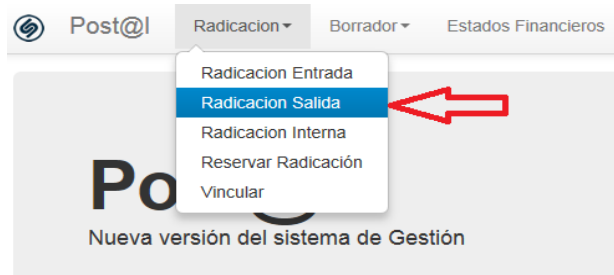 Post@l Radicacion Borrador Estados Financieros
Radicacion Entrada
Radicacion Salida
Radicacion Interna
Reservar Radicación
Vincular
Po
Nueva versión del sistema de Gestión